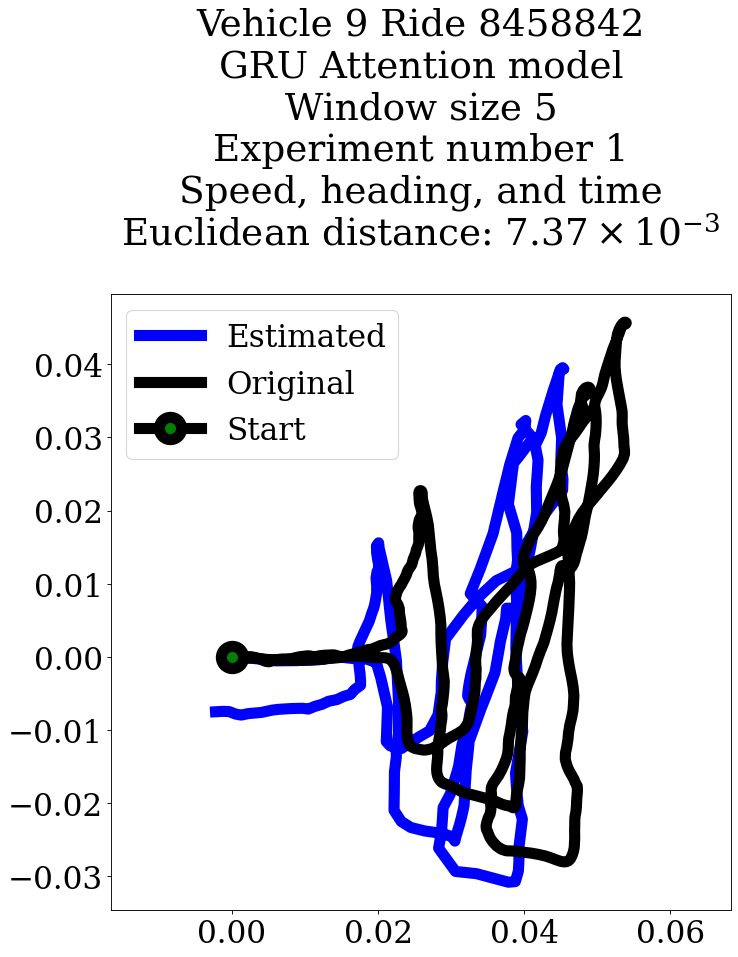 Vehicle 9 Ride 8458842
GRU Attention model
Window size 5
Experiment number 1
Speed, heading, and time
Euclidean distance: 7.37 × 10⁻³
Estimated
Original
Start
0.04
0.03
0.02
0.01
0.00
−0.01
−0.02
−0.03
0.00 0.02 0.04 0.06